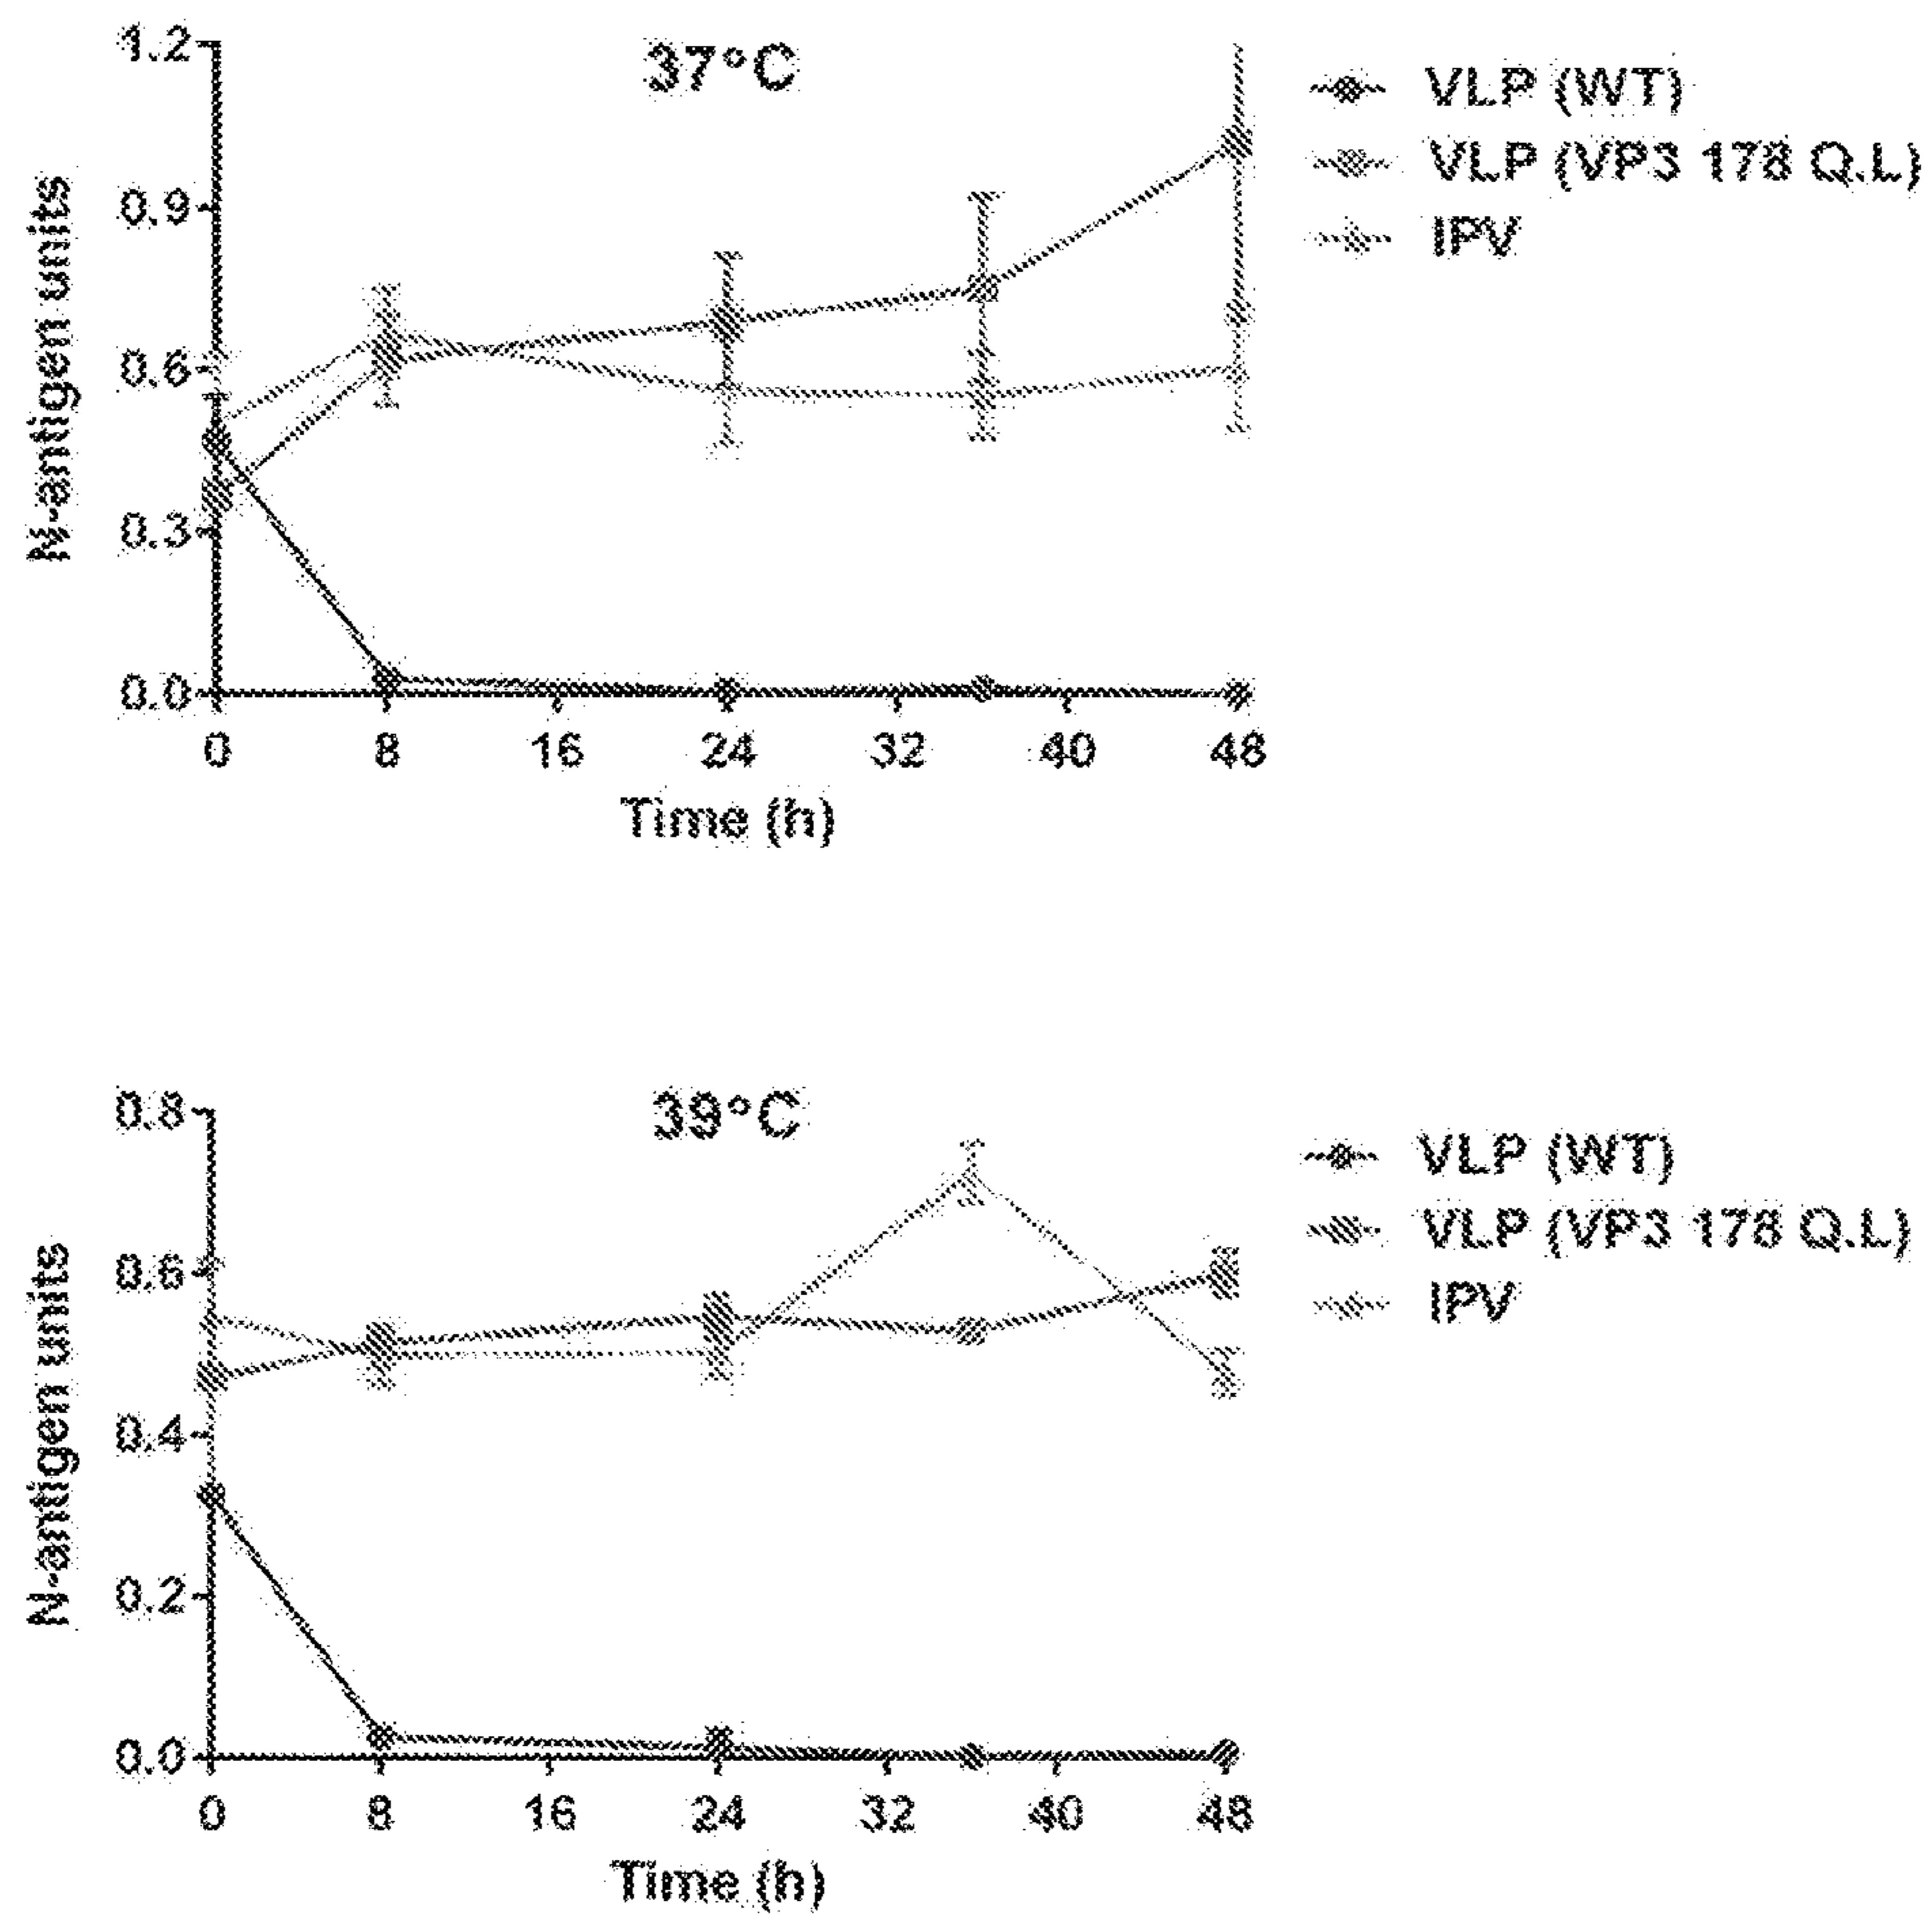 37°C
1.2
0.9
0.6
0.3
0.0
N-antigen units
0 8 16 24 32 40 48
Time (h)
VLP (WT)
VLP (VP3 178 Q.L)
IPV
39°C
0.8
0.6
0.4
0.2
0.0
N-antigen units
0 8 16 24 32 40 48
Time (h)
VLP (WT)
VLP (VP3 178 Q.L)
IPV